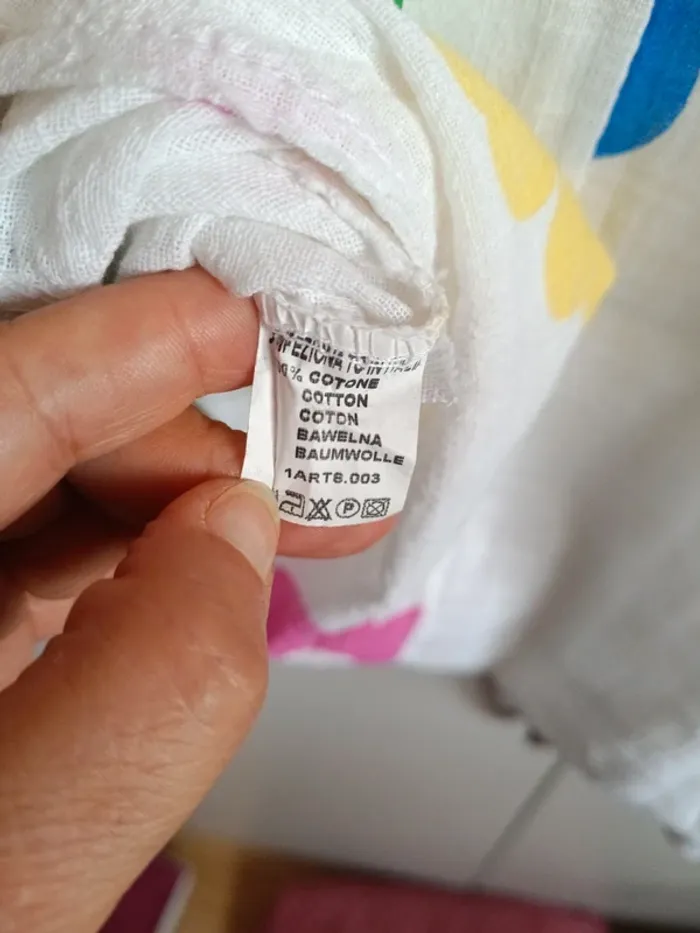 % COTONE
COTTON
COTON
BAWELNA
BAUMWOLLE
1ART8.003
P